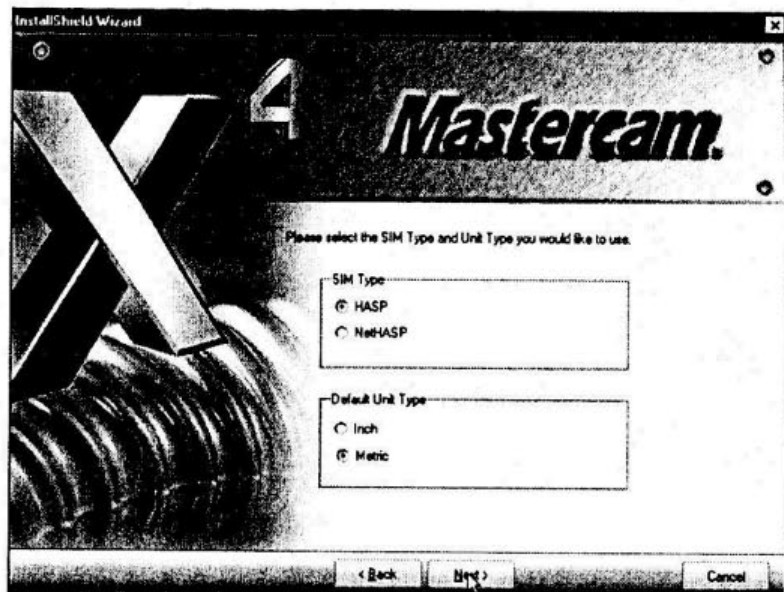 InstallShield Wizard
X4
Mastercam.
Please select the SIM Type and Unit Type you would like to use.
SIM Type
HASP
NetHASP
Default Unit Type
Inch
Metric
< Back
Next >
Cancel